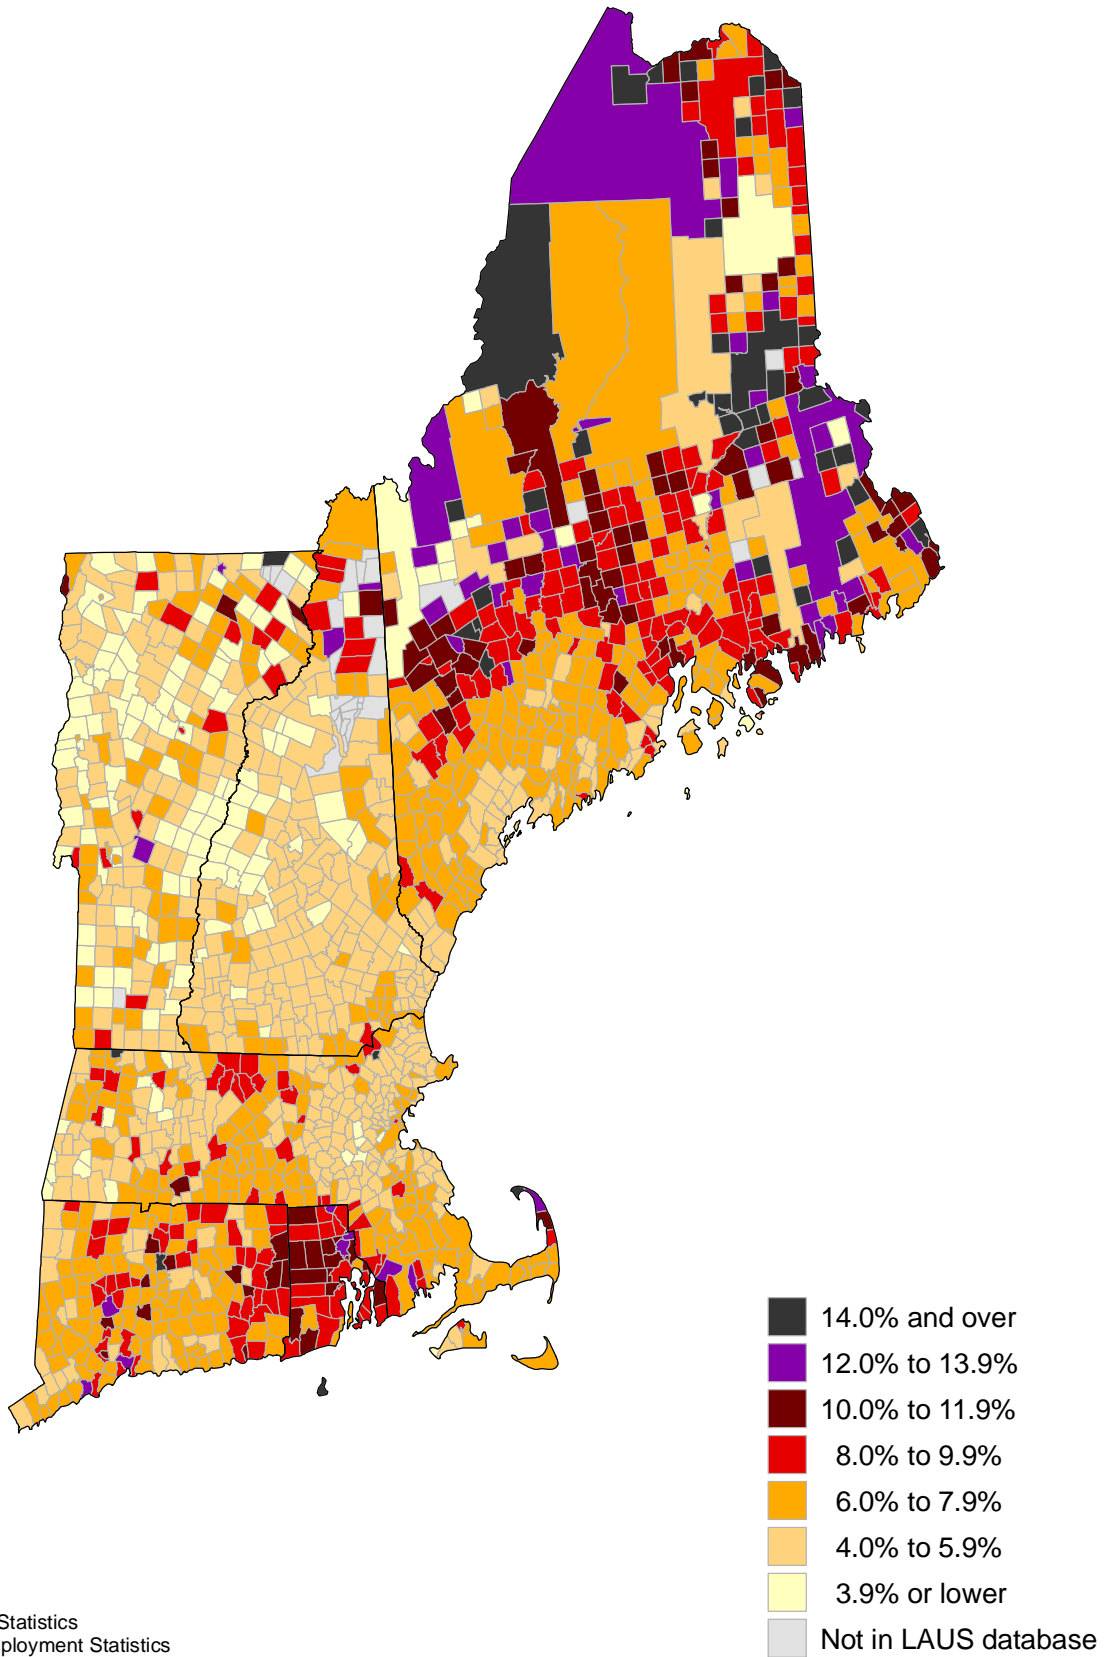 14.0% and over
12.0% to 13.9%
10.0% to 11.9%
8.0% to 9.9%
6.0% to 7.9%
4.0% to 5.9%
3.9% or lower
Not in LAUS database
Statistics
ployment Statistics